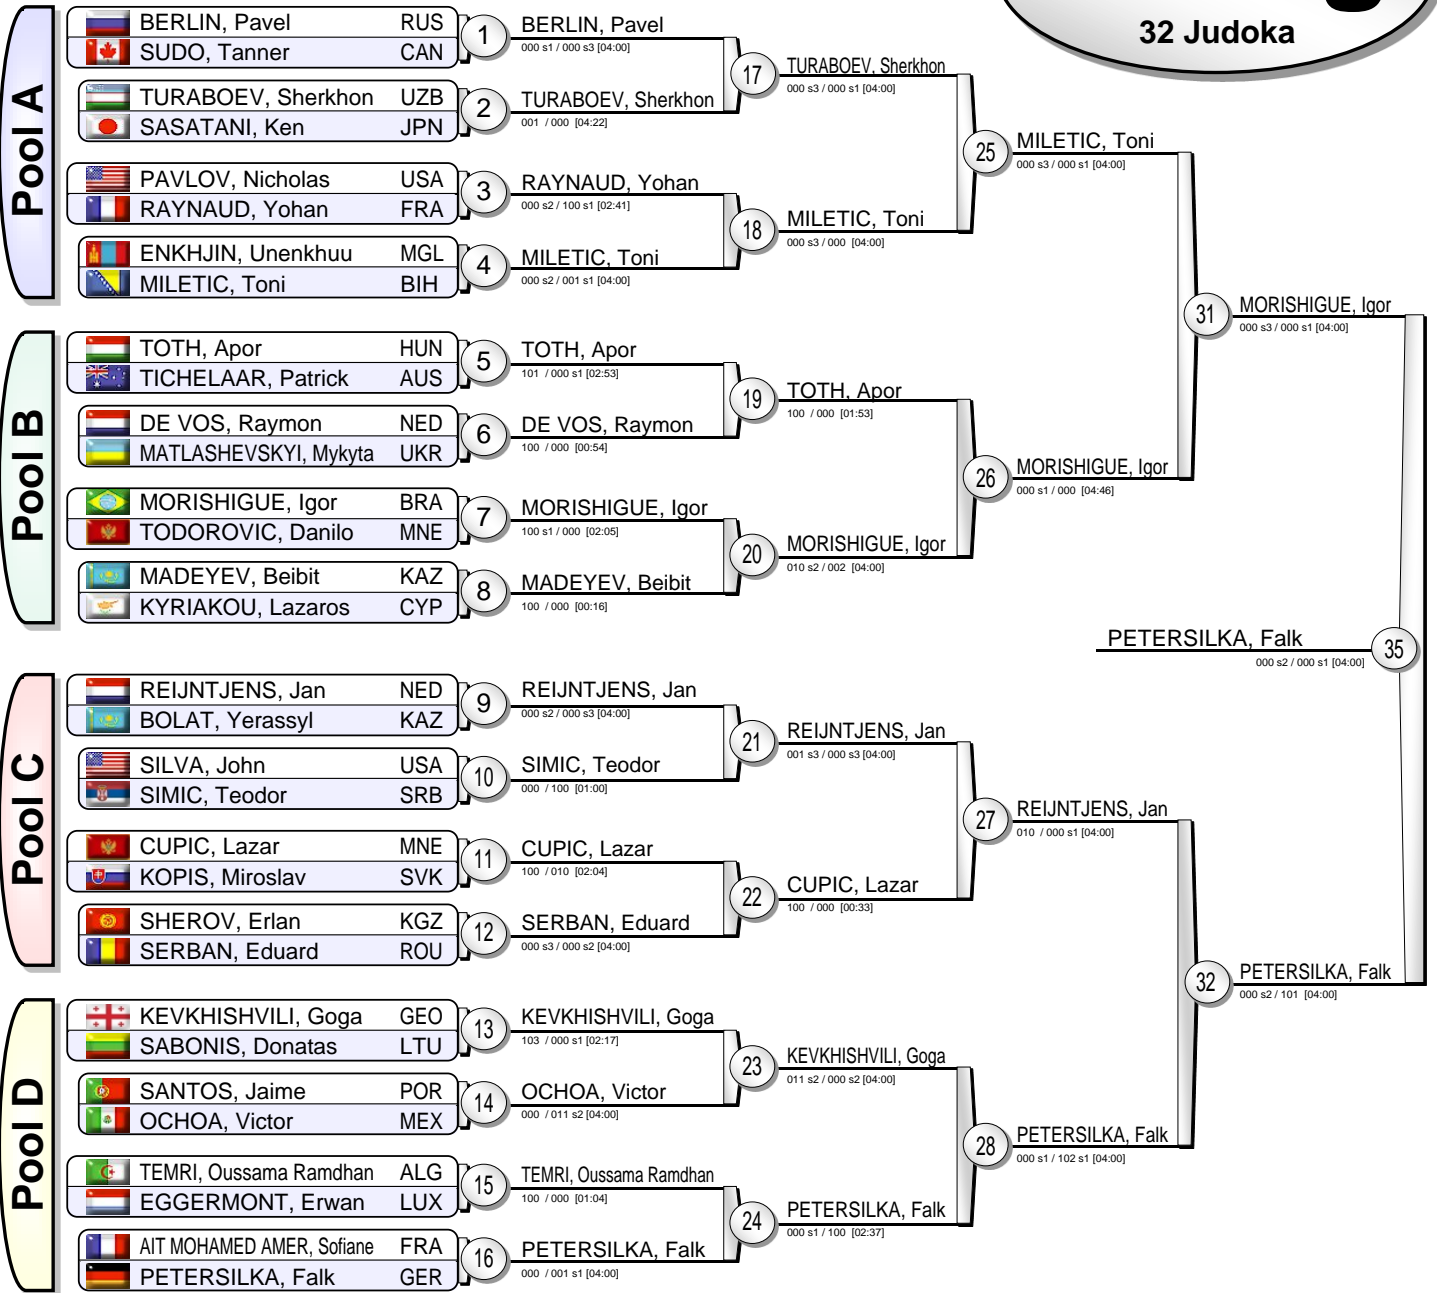 32 Judoka
Pool A
BERLIN, Pavel RUS
SUDO, Tanner CAN
1
TURABOEV, Sherkhon UZB
SASATANI, Ken JPN
2
PAVLOV, Nicholas USA
RAYNAUD, Yohan FRA
3
ENKHJIN, Unenkhuu MGL
MILETIC, Toni BIH
4
Pool B
TOTH, Apor HUN
TICHELAAR, Patrick AUS
5
DE VOS, Raymon NED
MATLASHEVSKYI, Mykyta UKR
6
MORISHIGUE, Igor BRA
TODOROVIC, Danilo MNE
7
MADEYEV, Beibit KAZ
KYRIAKOU, Lazaros CYP
8
Pool C
REIJNTJENS, Jan NED
BOLAT, Yerassyl KAZ
9
SILVA, John USA
SIMIC, Teodor SRB
10
CUPIC, Lazar MNE
KOPIS, Miroslav SVK
11
SHEROV, Erlan KGZ
SERBAN, Eduard ROU
12
Pool D
KEVKHISHVILI, Goga GEO
SABONIS, Donatas LTU
13
SANTOS, Jaime POR
OCHOA, Victor MEX
14
TEMRI, Oussama Ramdhan ALG
EGGERMONT, Erwan LUX
15
AIT MOHAMED AMER, Sofiane FRA
PETERSILKA, Falk GER
16
BERLIN, Pavel
000 s1 / 000 s3 [04:00]
TURABOEV, Sherkhon
001 / 000 [04:22]
17
RAYNAUD, Yohan
000 s2 / 100 s1 [02:41]
MILETIC, Toni
000 s2 / 001 s1 [04:00]
18
TOTH, Apor
101 / 000 s1 [02:53]
DE VOS, Raymon
100 / 000 [00:54]
19
MORISHIGUE, Igor
100 s1 / 000 [02:05]
MADEYEV, Beibit
100 / 000 [00:16]
20
REIJNTJENS, Jan
000 s2 / 000 s3 [04:00]
SIMIC, Teodor
000 / 100 [01:00]
21
CUPIC, Lazar
100 / 010 [02:04]
SERBAN, Eduard
000 s3 / 000 s2 [04:00]
22
KEVKHISHVILI, Goga
103 / 000 s1 [02:17]
OCHOA, Victor
000 / 011 s2 [04:00]
23
TEMRI, Oussama Ramdhan
100 / 000 [01:04]
PETERSILKA, Falk
000 / 001 s1 [04:00]
24
TURABOEV, Sherkhon
000 s3 / 000 s1 [04:00]
MILETIC, Toni
000 s3 / 000 [04:00]
25
TOTH, Apor
100 / 000 [01:53]
MORISHIGUE, Igor
010 s2 / 002 [04:00]
26
REIJNTJENS, Jan
001 s3 / 000 s3 [04:00]
CUPIC, Lazar
100 / 000 [00:33]
27
KEVKHISHVILI, Goga
011 s2 / 000 s2 [04:00]
PETERSILKA, Falk
000 s1 / 100 [02:37]
28
MILETIC, Toni
000 s3 / 000 s1 [04:00]
MORISHIGUE, Igor
000 s1 / 000 [04:46]
31
REIJNTJENS, Jan
010 / 000 s1 [04:00]
PETERSILKA, Falk
000 s1 / 102 s1 [04:00]
32
MORISHIGUE, Igor
000 s3 / 000 s1 [04:00]
PETERSILKA, Falk
000 s2 / 101 [04:00]
PETERSILKA, Falk
000 s2 / 000 s1 [04:00]
35